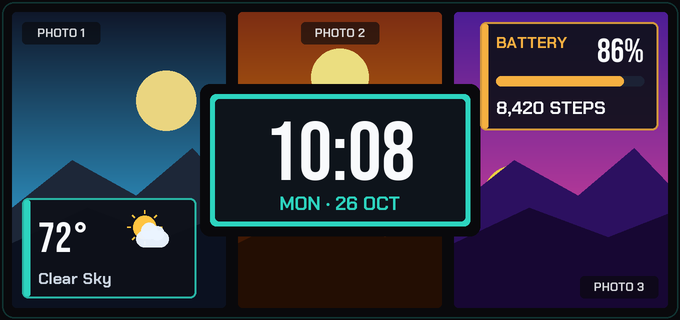 PHOTO 1
PHOTO 2
BATTERY
86%
8,420 STEPS
10:08
MON · 26 OCT
72°
Clear Sky
PHOTO 3